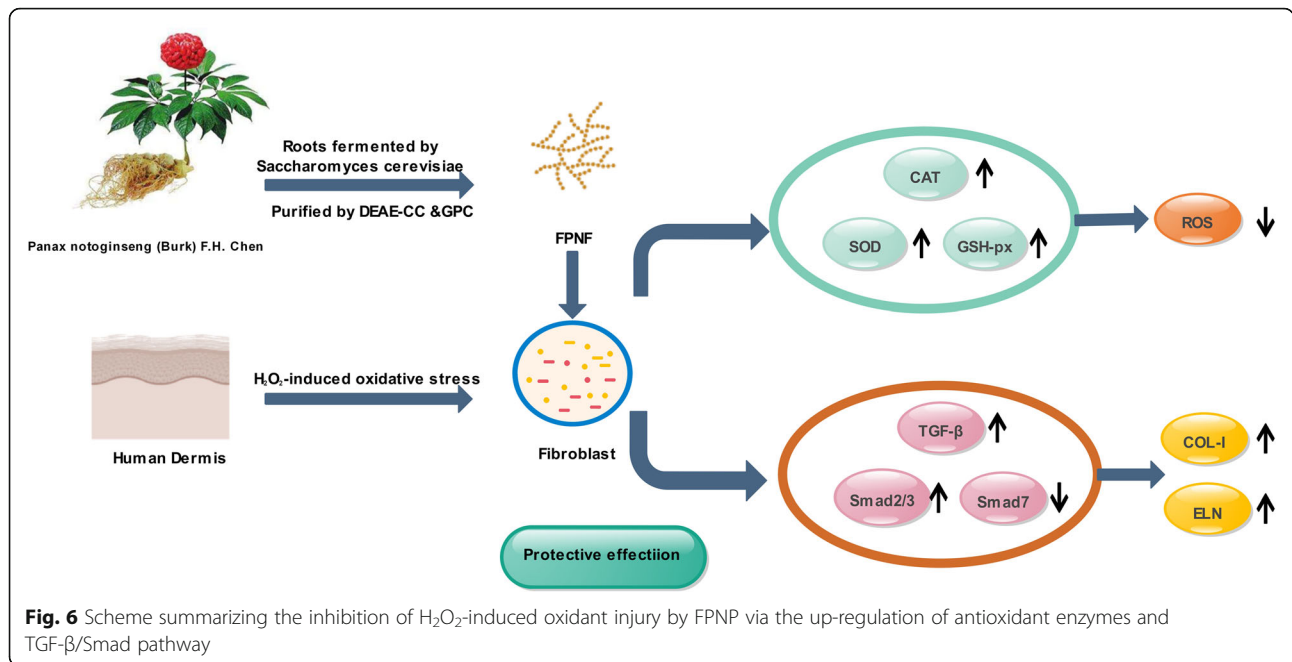 Roots fermented by
Saccharomyces cerevisiae
Purified by DEAE-CC &GPC
Panax notoginseng (Burk) F.H. Chen
FPNF
CAT
SOD
GSH-px
ROS
H₂O₂-induced oxidative stress
Human Dermis
Fibroblast
TGF-β
Smad2/3
Smad7
COL-I
ELN
Protective effectiion
Fig. 6 Scheme summarizing the inhibition of H₂O₂-induced oxidant injury by FPNP via the up-regulation of antioxidant enzymes and
TGF-β/Smad pathway